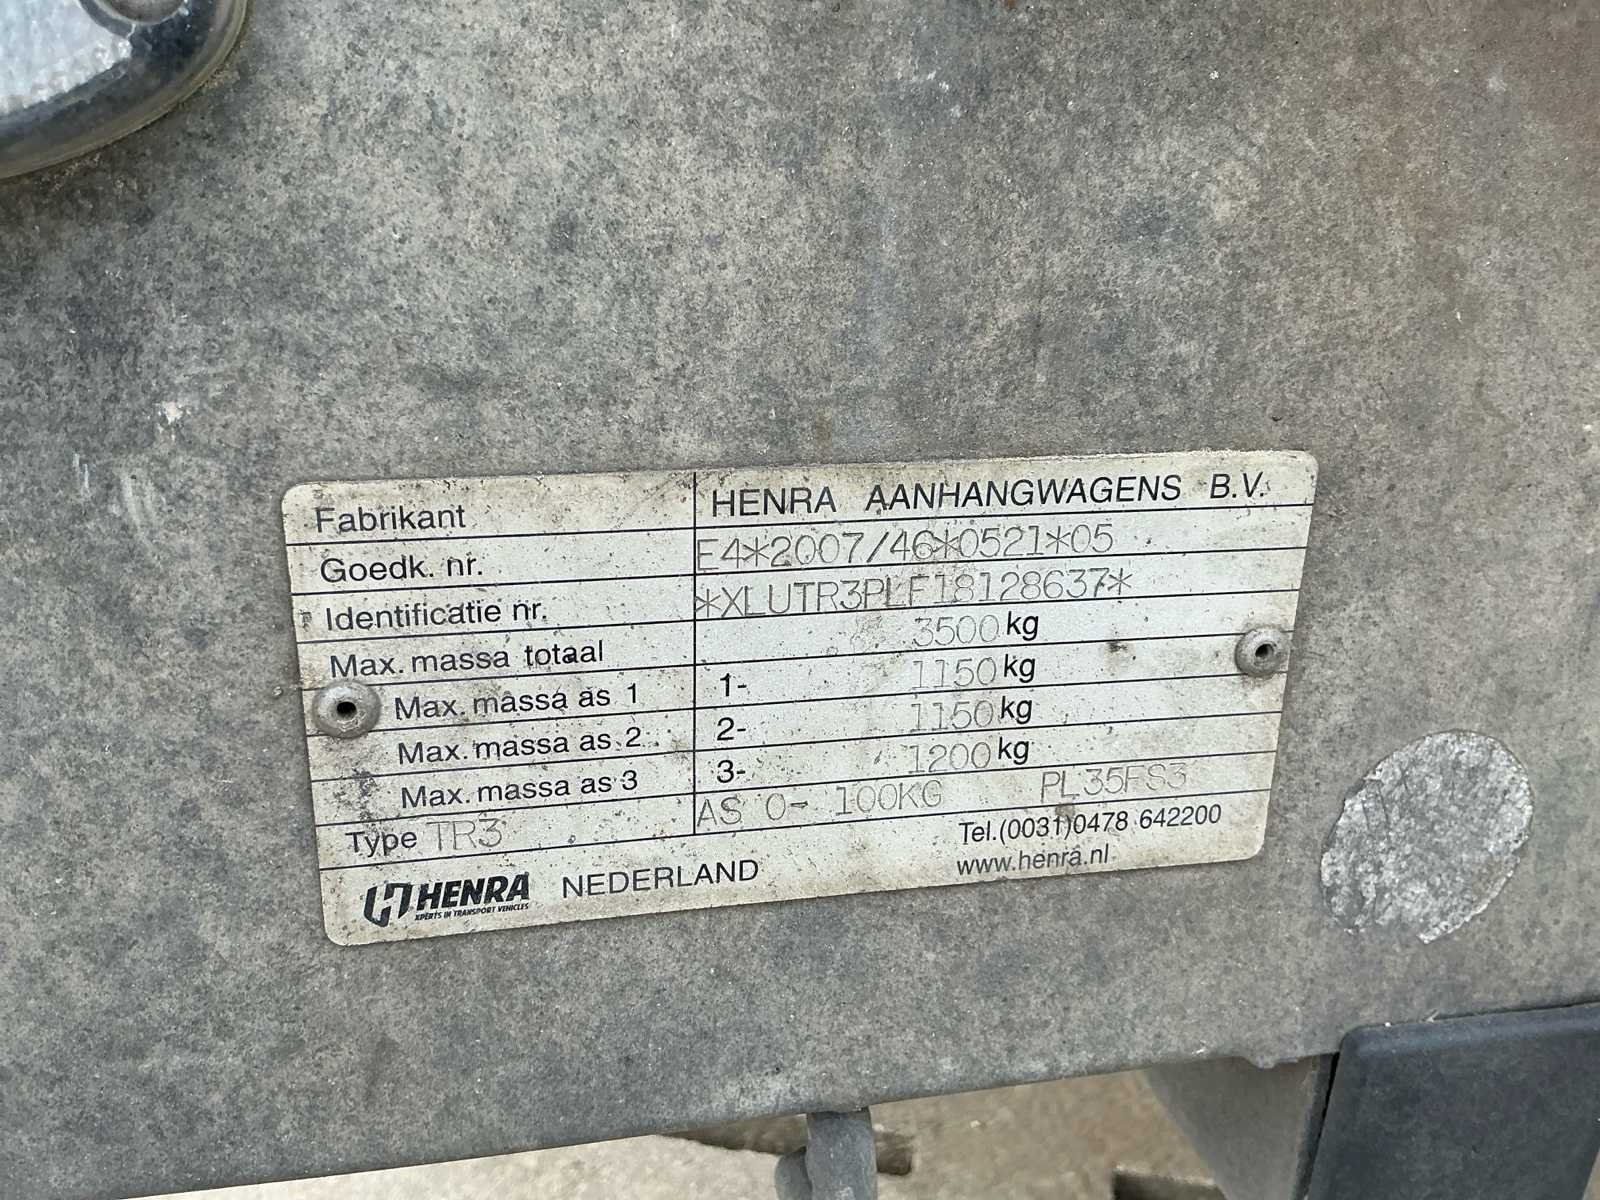 Fabrikant HENRA AANHANGWAGENS B.V.
Goedk. nr. E4*2007/46*0521*05
Identificatie nr. *XLUTR3PLF18128637*
Max. massa totaal 3500 kg
Max. massa as 1 1- 1150 kg
Max. massa as 2 2- 1150 kg
Max. massa as 3 3- 1200 kg
Type TR3 AS 0- 100KG PL35FS3
HENRA NEDERLAND Tel.(0031)0478 642200
XPERTS IN TRANSPORT VEHICLES www.henra.nl